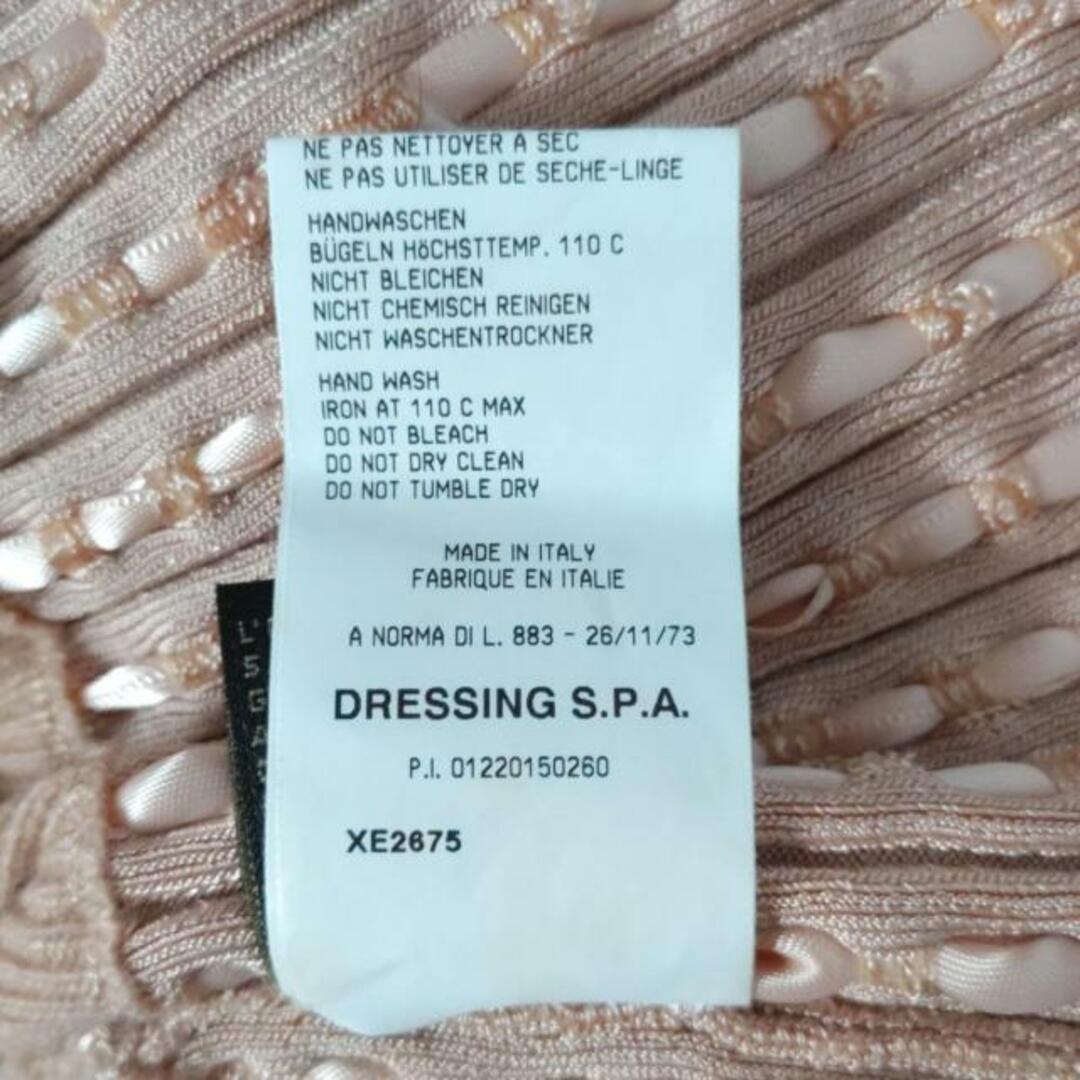 NE PAS NETTOYER A SEC
NE PAS UTILISER DE SECHE-LINGE
HANDWASCHEN
BÜGELN HöCHSTTEMP. 110 C
NICHT BLEICHEN
NICHT CHEMISCH REINIGEN
NICHT WASCHENTROCKNER
HAND WASH
IRON AT 110 C MAX
DO NOT BLEACH
DO NOT DRY CLEAN
DO NOT TUMBLE DRY
MADE IN ITALY
FABRIQUE EN ITALIE
A NORMA DI L. 883 - 26/11/73
DRESSING S.P.A.
P.I. 01220150260
XE2675